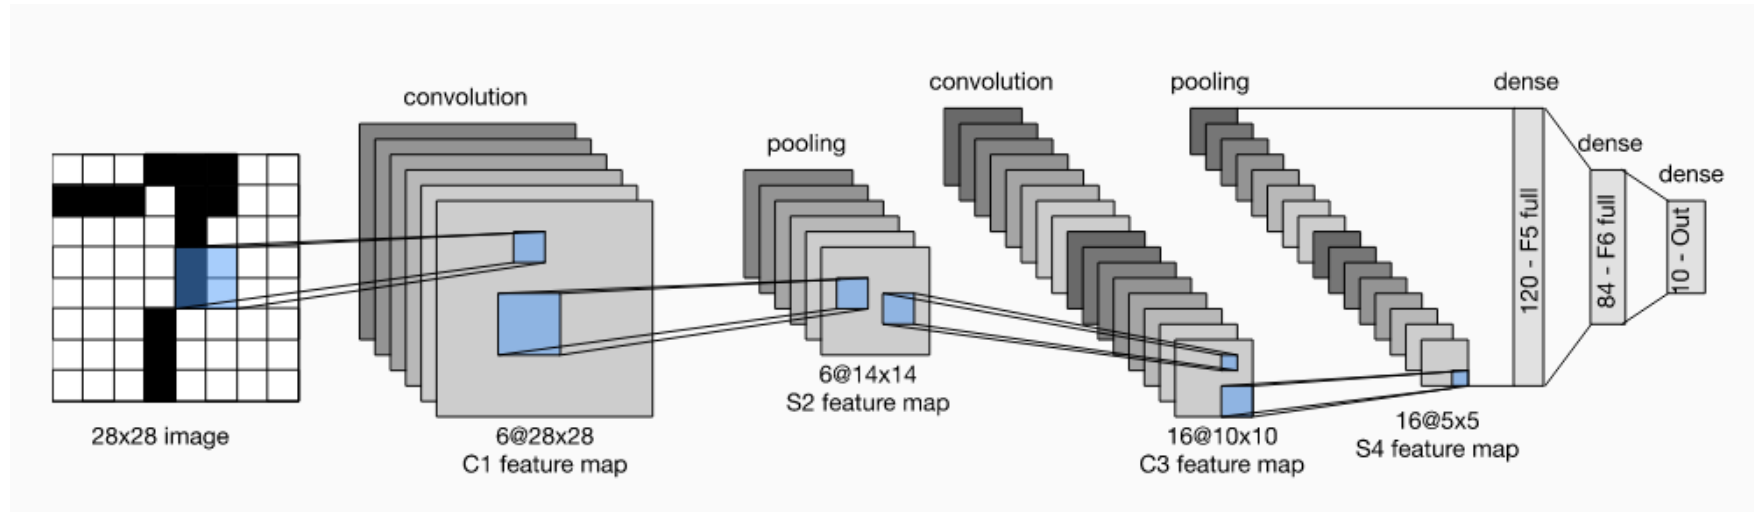 convolution
pooling
convolution
pooling
dense
dense
dense
28x28 image
6@28x28
C1 feature map
6@14x14
S2 feature map
16@10x10
C3 feature map
16@5x5
S4 feature map
120 - F5 full
84 - F6 full
10 - Out